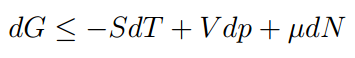 dG ≤ −SdT + Vdp + μdN